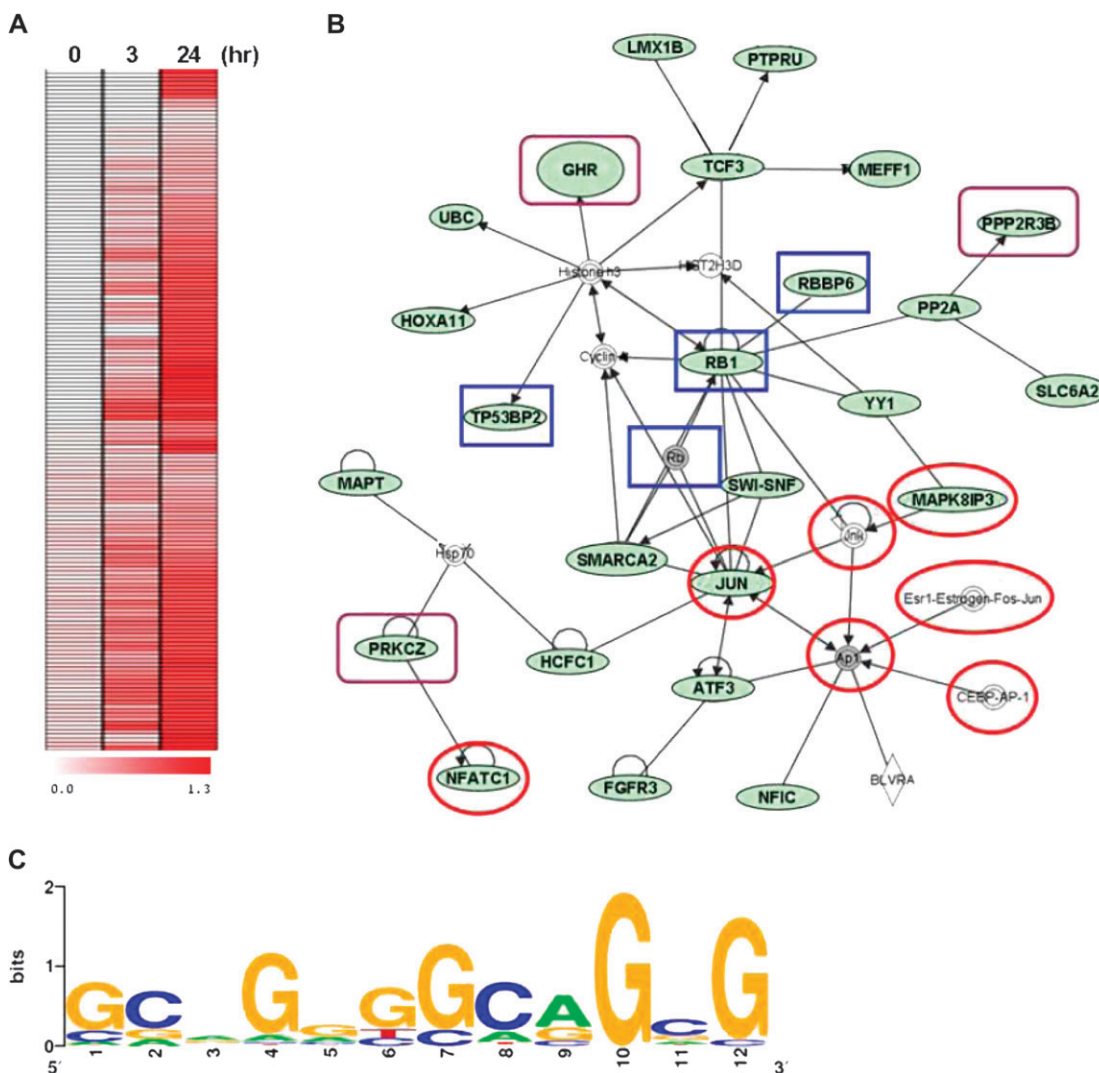 A
0 3 24 (hr)
0.0 1.3
B
LMX1B
PTPRU
GHR
TCF3
MEFF1
UBC
PPP2R3B
Histone h3
HIST2H3D
RBBP6
HOXA11
PP2A
Cyclin
RB1
SLC6A2
TP53BP2
YY1
Rb
MAPT
SWI-SNF
MAPK8IP3
Jnk
Hsp70
SMARCA2
JUN
Esr1-Estrogen-Fos-Jun
PRKCZ
HCFC1
Ap1
ATF3
CEBP-AP-1
NFATC1
FGFR3
NFIC
BLVRA
C
bits
2
1
0
G C G G G G C A G C G
C G A A G T C A G G C
A A A C T C A
5′ 1 2 3 4 5 6 7 8 9 10 11 12 3′